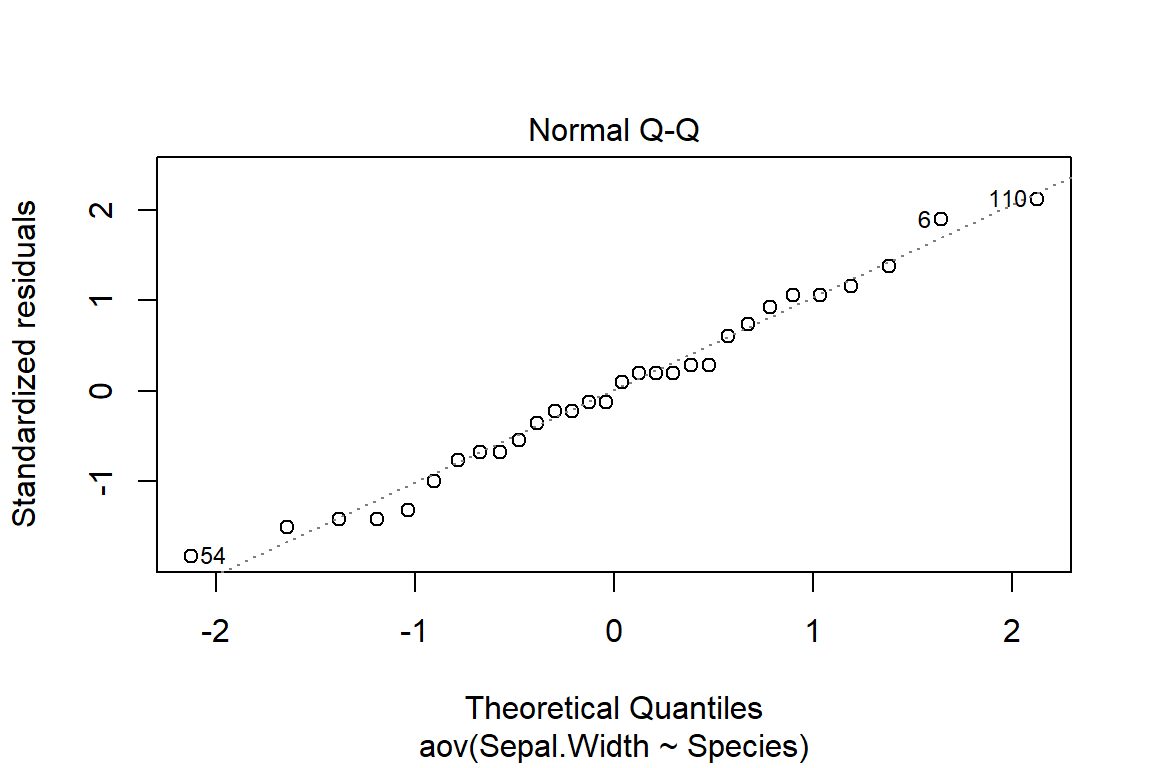 Normal Q-Q
Standardized residuals
2
1
0
-1
110
6
54
-2 -1 0 1 2
Theoretical Quantiles
aov(Sepal.Width ~ Species)